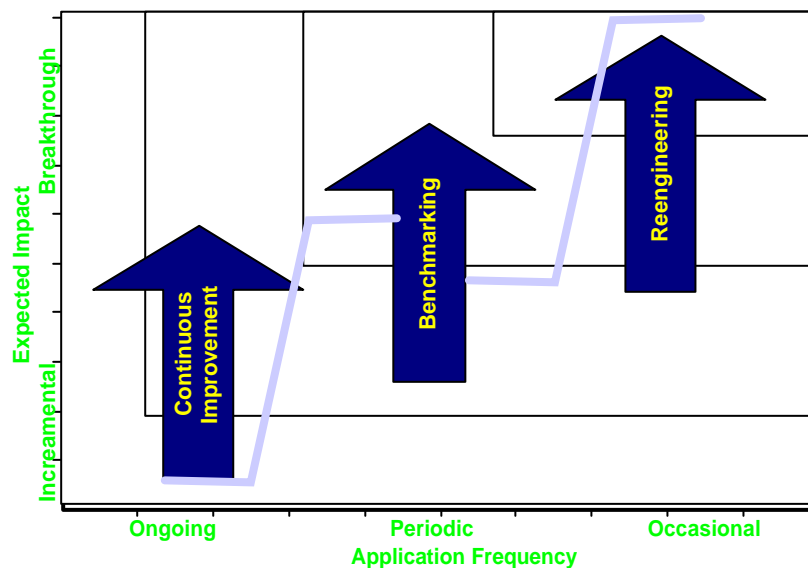 Breakthrough
Expected Impact
Increamental
Continuous
Improvement
Benchmarking
Reengineering
Ongoing
Periodic
Occasional
Application Frequency